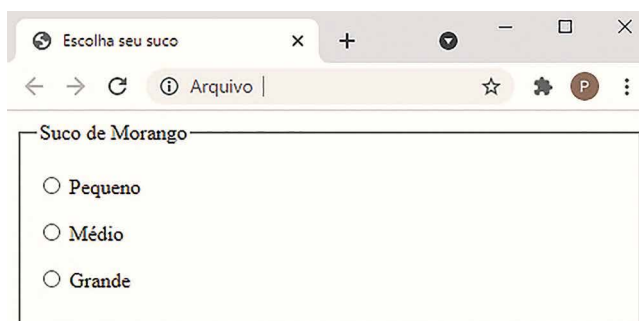 Escolha seu suco
Arquivo
Suco de Morango
Pequeno
Médio
Grande
P